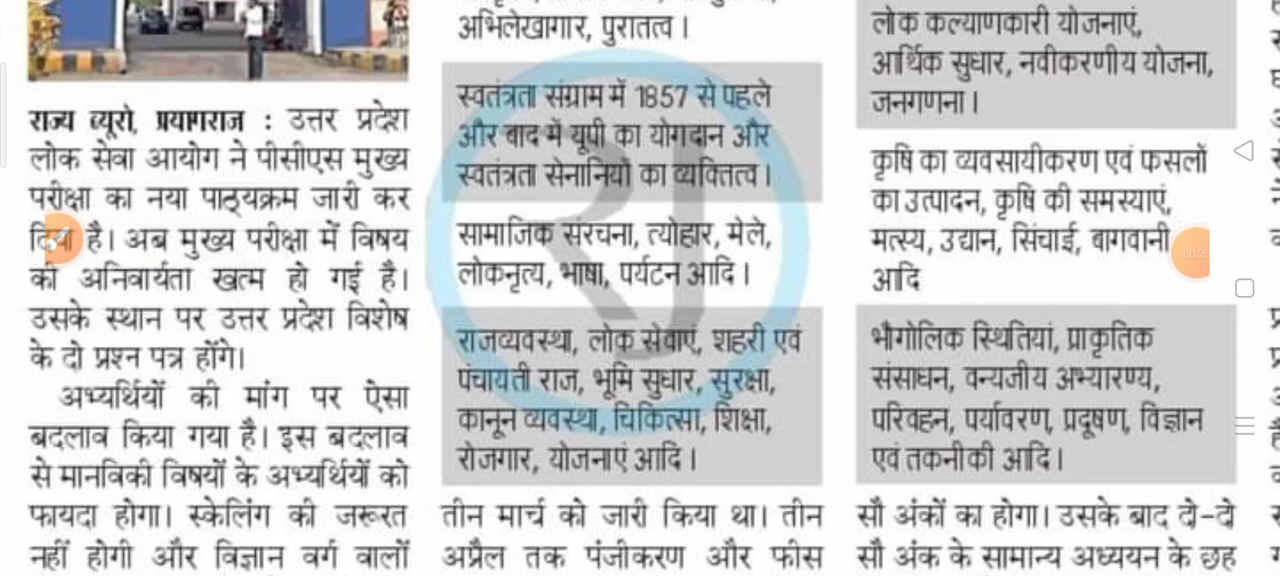 राज्य ब्यूरो, प्रयागराज : उत्तर प्रदेश
लोक सेवा आयोग ने पीसीएस मुख्य
परीक्षा का नया पाठ्यक्रम जारी कर
दिया है। अब मुख्य परीक्षा में विषय
की अनिवार्यता खत्म हो गई है।
उसके स्थान पर उत्तर प्रदेश विशेष
के दो प्रश्न पत्र होंगे।
अभ्यर्थियों की मांग पर ऐसा
बदलाव किया गया है। इस बदलाव
से मानविकी विषयों के अभ्यर्थियों को
फायदा होगा। स्केलिंग की जरूरत
नहीं होगी और विज्ञान वर्ग वालों
अभिलेखागार, पुरातत्व।
स्वतंत्रता संग्राम में 1857 से पहले
और बाद में यूपी का योगदान और
स्वतंत्रता सेनानियों का व्यक्तित्व।
सामाजिक संरचना, त्योहार, मेले,
लोकनृत्य, भाषा, पर्यटन आदि।
राजव्यवस्था, लोक सेवाएं, शहरी एवं
पंचायती राज, भूमि सुधार, सुरक्षा,
कानून व्यवस्था, चिकित्सा, शिक्षा,
रोजगार, योजनाएं आदि।
तीन मार्च को जारी किया था। तीन
अप्रैल तक पंजीकरण और फीस
लोक कल्याणकारी योजनाएं,
आर्थिक सुधार, नवीकरणीय योजना,
जनगणना।
कृषि का व्यवसायीकरण एवं फसलों
का उत्पादन, कृषि की समस्याएं,
मत्स्य, उद्यान, सिंचाई, बागवानी
आदि
भौगोलिक स्थितियां, प्राकृतिक
संसाधन, वन्यजीय अभ्यारण्य,
परिवहन, पर्यावरण, प्रदूषण, विज्ञान
एवं तकनीकी आदि।
सौ अंकों का होगा। उसके बाद दो-दो
सौ अंक के सामान्य अध्ययन के छह